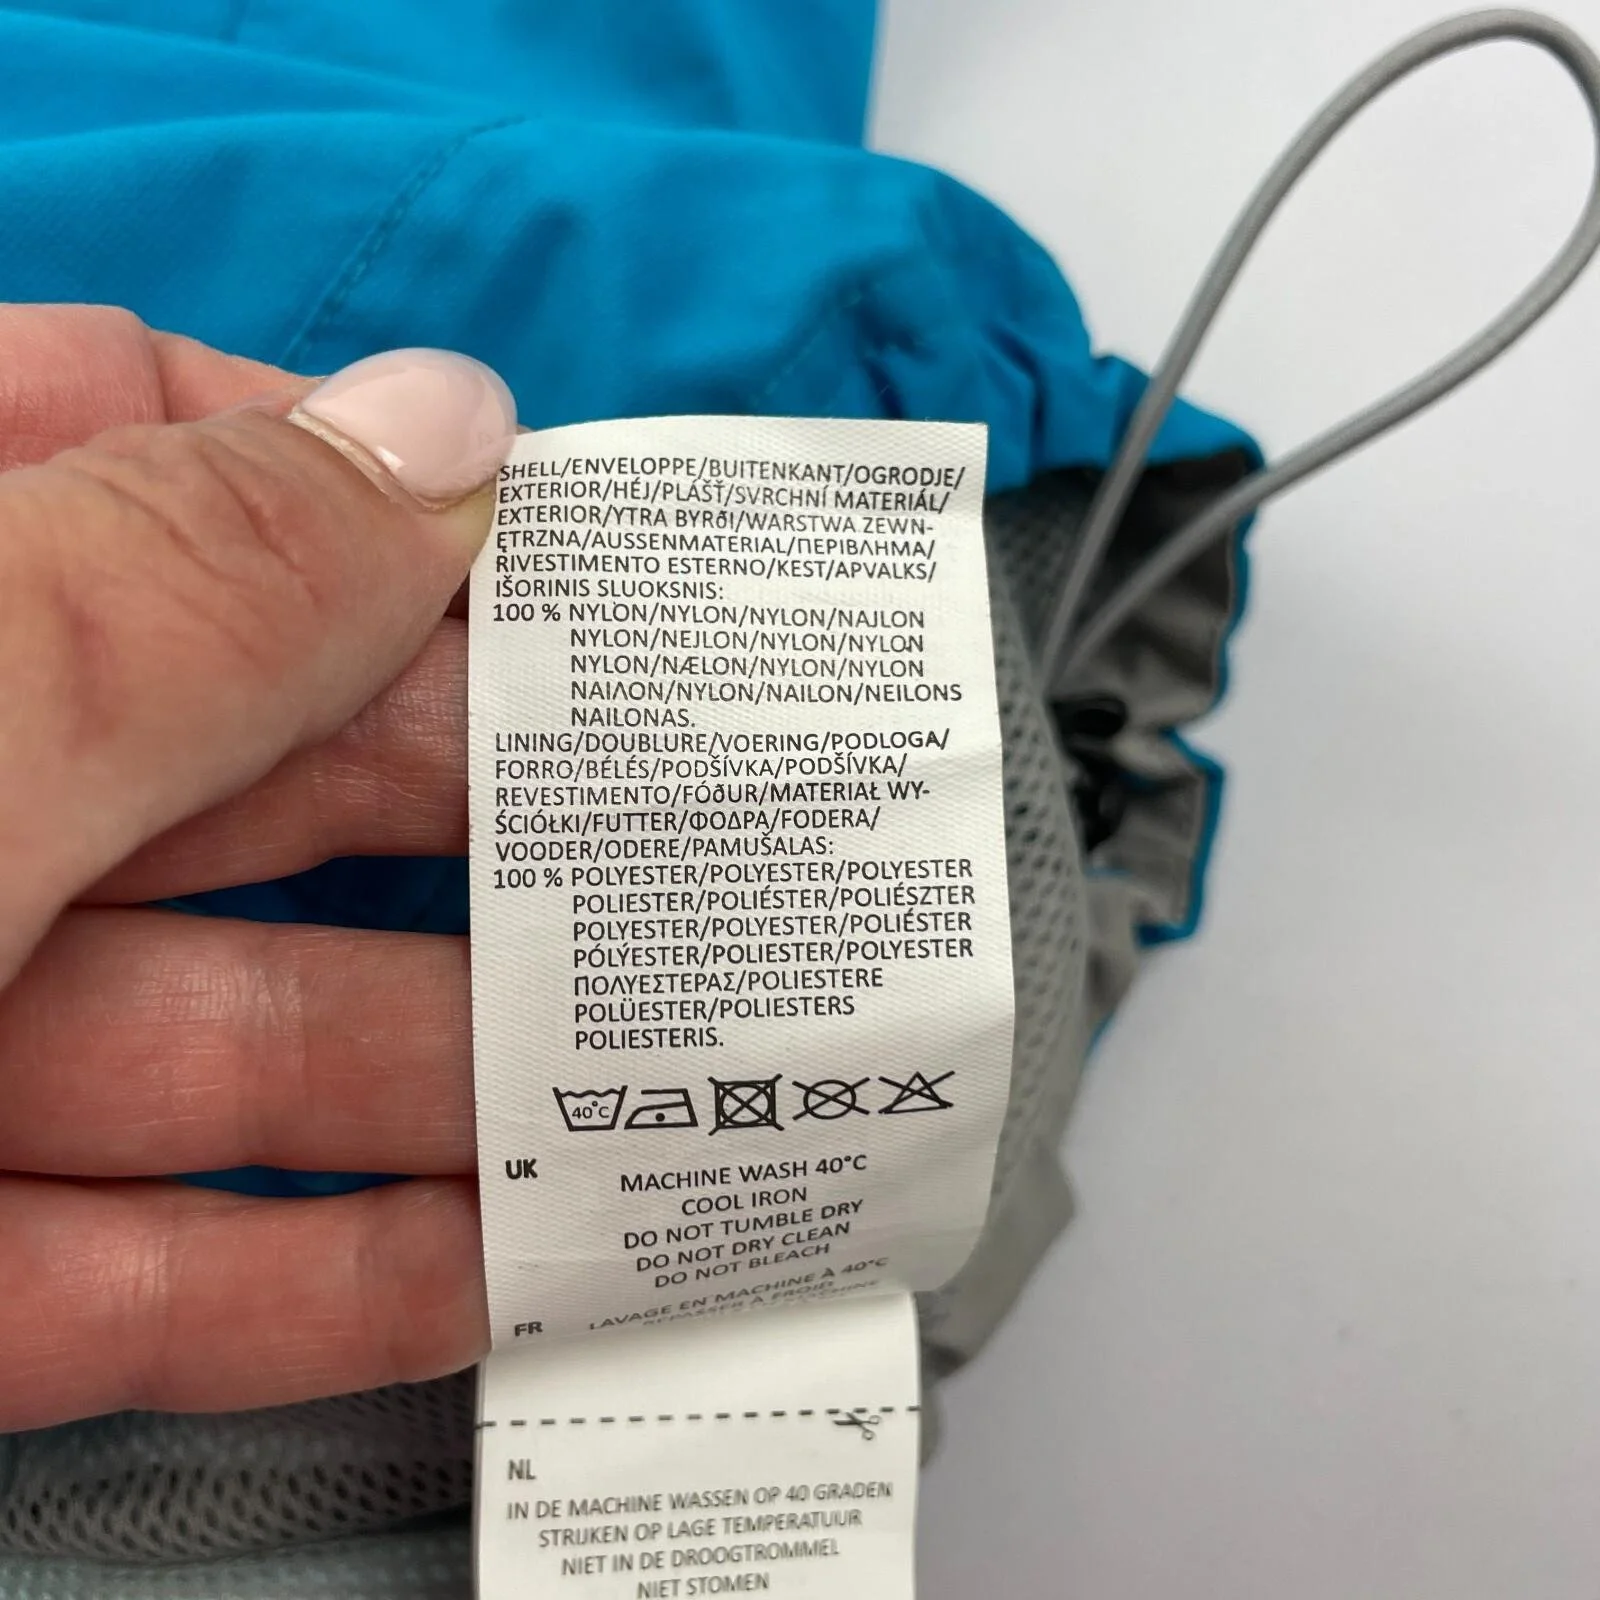 SHELL/ENVELOPPE/BUITENKANT/OGRODJE/
EXTERIOR/HÉJ/PLÁŠŤ/SVRCHNÍ MATERIÁL/
EXTERIOR/YTRA BYRðI/WARSTWA ZEWN-
ĘTRZNA/AUSSENMATERIAL/ΠΕΡΙΒΛΗΜΑ/
RIVESTIMENTO ESTERNO/KEST/APVALKS/
IŠORINIS SLUOKSNIS:
100 % NYLON/NYLON/NYLON/NAJLON
NYLON/NEJLON/NYLON/NYLON
NYLON/NÆLON/NYLON/NYLON
ΝΑΙΛΟΝ/NYLON/NAILON/NEILONS
NAILONAS.
LINING/DOUBLURE/VOERING/PODLOGA/
FORRO/BÉLÉS/PODŠÍVKA/PODŠÍVKA/
REVESTIMENTO/FÓðUR/MATERIAŁ WY-
ŚCIÓŁKI/FUTTER/ΦΟΔΡΑ/FODERA/
VOODER/ODERE/PAMUŠALAS:
100 % POLYESTER/POLYESTER/POLYESTER
POLIESTER/POLIÉSTER/POLIÉSZTER
POLYESTER/POLYESTER/POLIÉSTER
PÓLÝESTER/POLIESTER/POLYESTER
ΠΟΛΥΕΣΤΕΡΑΣ/POLIESTERE
POLÜESTER/POLIESTERS
POLIESTERIS.
40°C
UK
MACHINE WASH 40°C
COOL IRON
DO NOT TUMBLE DRY
DO NOT DRY CLEAN
DO NOT BLEACH
FR
LAVAGE EN MACHINE À 40°C
REPASSER À FROID
NL
IN DE MACHINE WASSEN OP 40 GRADEN
STRIJKEN OP LAGE TEMPERATUUR
NIET IN DE DROOGTROMMEL
NIET STOMEN